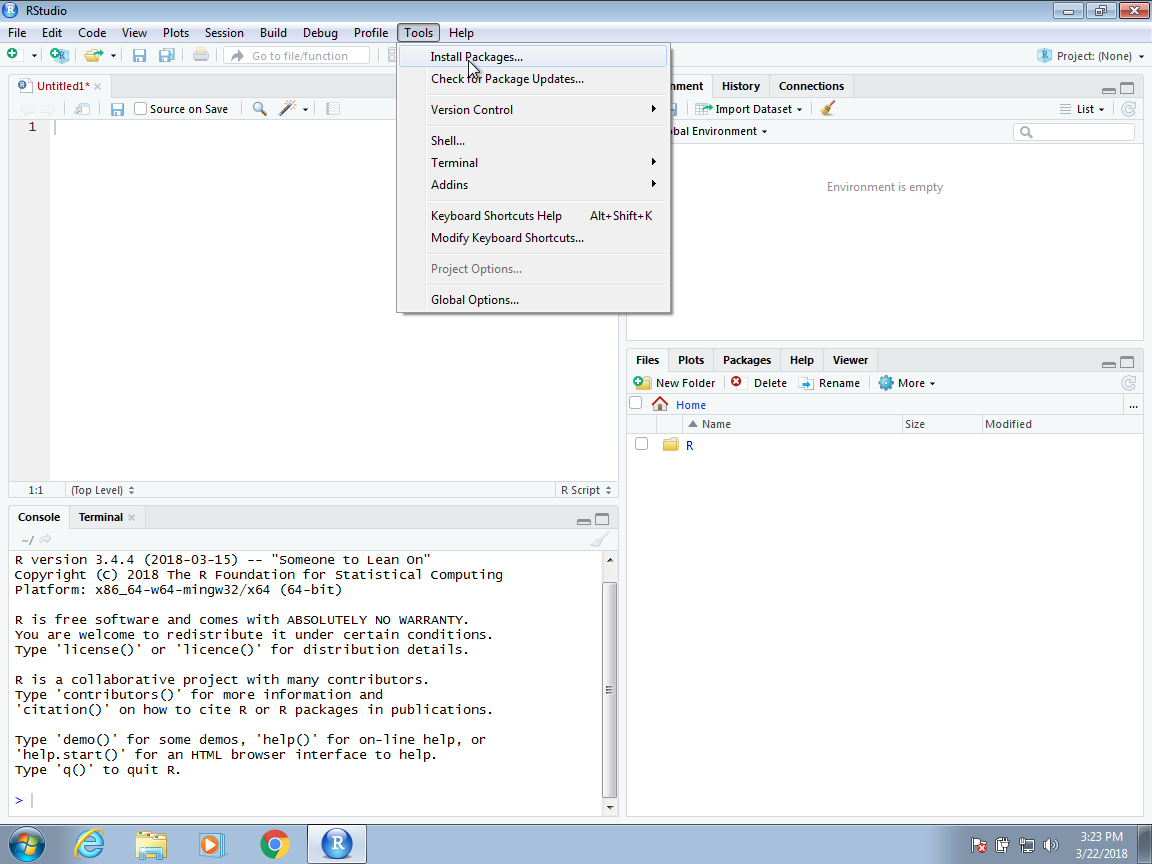 RStudio
File Edit Code View Plots Session Build Debug Profile Tools Help
Go to file/function
Project: (None)
Install Packages...
Check for Package Updates...
Version Control
Shell...
Terminal
Addins
Keyboard Shortcuts Help Alt+Shift+K
Modify Keyboard Shortcuts...
Project Options...
Global Options...
Untitled1*
Source on Save
1
1:1 (Top Level) R Script
nment History Connections
Import Dataset List
bal Environment
Environment is empty
Files Plots Packages Help Viewer
New Folder Delete Rename More
Home ...
Name Size Modified
R
Console Terminal
~/
R version 3.4.4 (2018-03-15) -- "Someone to Lean On"
Copyright (C) 2018 The R Foundation for Statistical Computing
Platform: x86_64-w64-mingw32/x64 (64-bit)
R is free software and comes with ABSOLUTELY NO WARRANTY.
You are welcome to redistribute it under certain conditions.
Type 'license()' or 'licence()' for distribution details.
R is a collaborative project with many contributors.
Type 'contributors()' for more information and
'citation()' on how to cite R or R packages in publications.
Type 'demo()' for some demos, 'help()' for on-line help, or
'help.start()' for an HTML browser interface to help.
Type 'q()' to quit R.
>
3:23 PM
3/22/2018